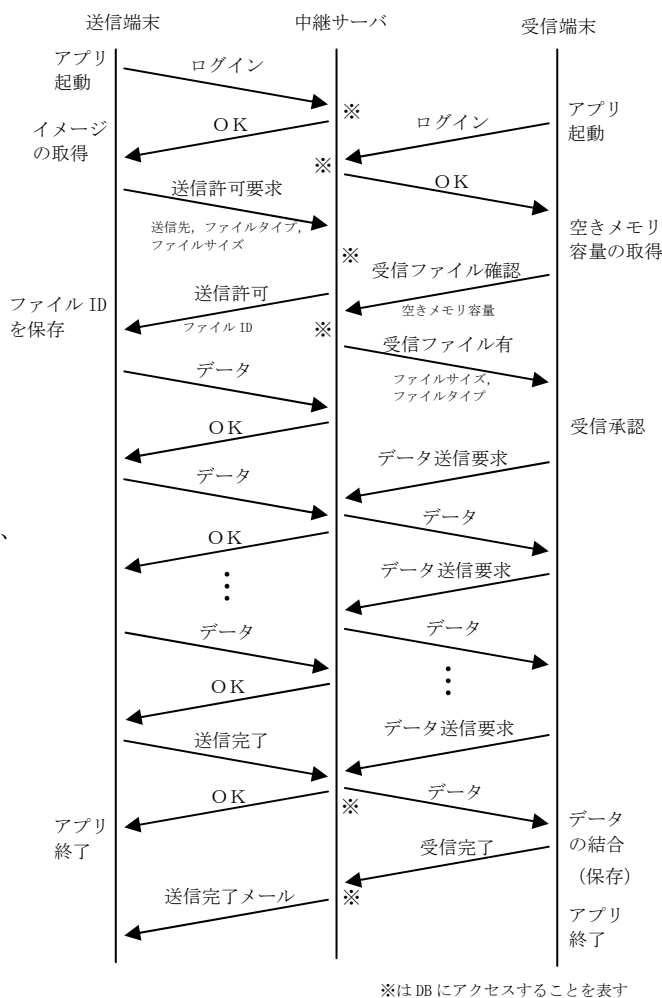 送信端末
中継サーバ
受信端末
アプリ
起動
ログイン
※
OK
ログイン
アプリ
起動
イメージ
の取得
※
OK
送信許可要求
送信先，ファイルタイプ，
ファイルサイズ
空きメモリ
容量の取得
※
受信ファイル確認
空きメモリ容量
送信許可
ファイル ID
ファイル ID
を保存
※
受信ファイル有
ファイルサイズ，
ファイルタイプ
データ
OK
受信承認
データ送信要求
データ
データ
、
OK
データ送信要求
⋮
データ
データ
⋮
OK
データ送信要求
送信完了
データ
OK
※
アプリ
終了
データ
の結合
（保存）
受信完了
送信完了メール
※
アプリ
終了
※は DB にアクセスすることを表す